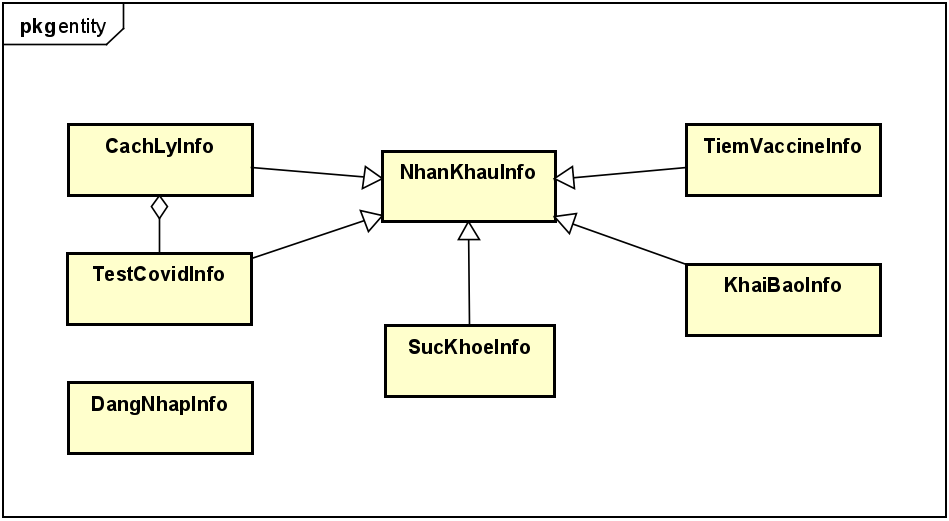 pkg entity
CachLyInfo
NhanKhauInfo
TiemVaccineInfo
TestCovidInfo
KhaiBaoInfo
SucKhoeInfo
DangNhapInfo